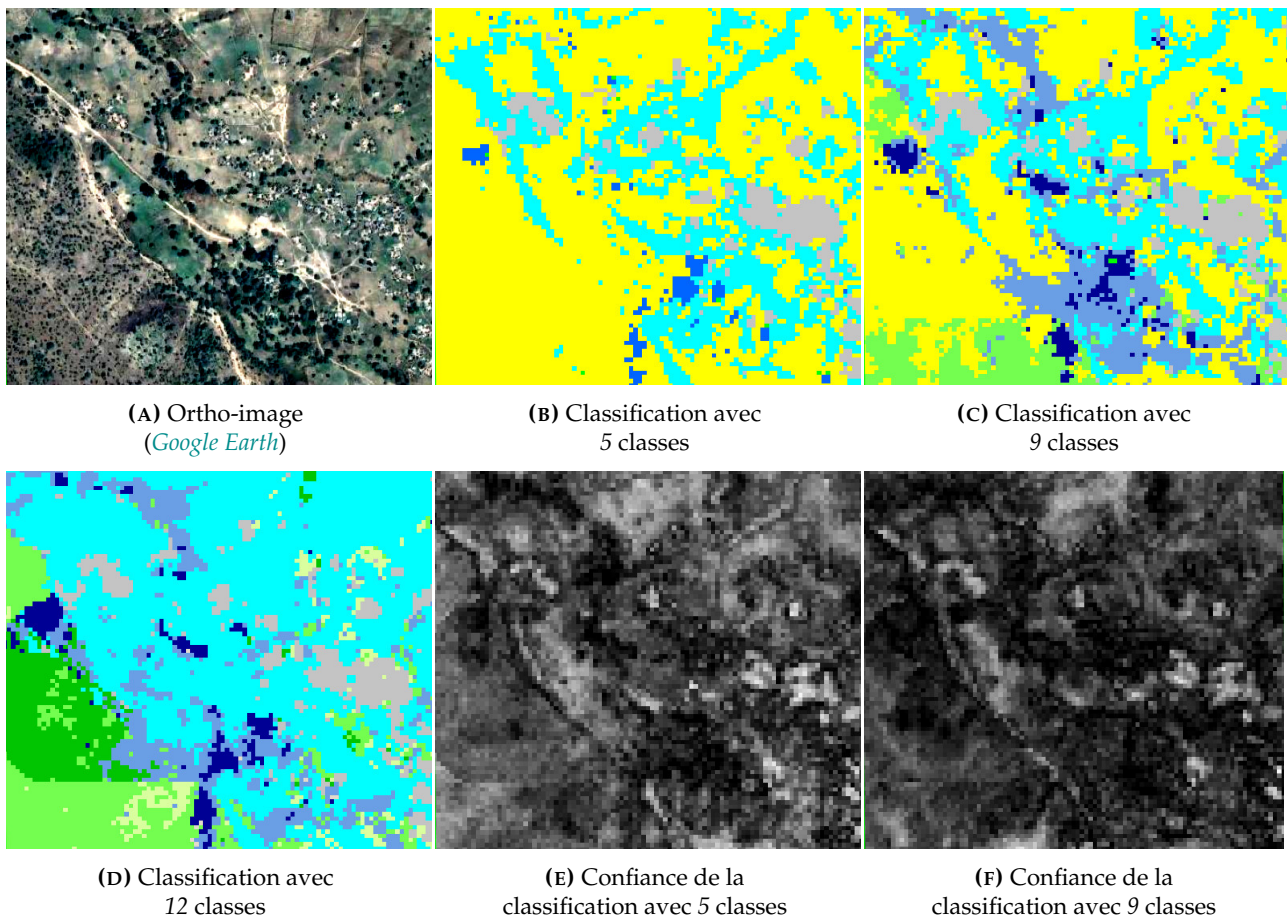 (A) Ortho-image
(Google Earth)
(B) Classification avec
5 classes
(C) Classification avec
9 classes
(D) Classification avec
12 classes
(E) Confiance de la
classification avec 5 classes
(F) Confiance de la
classification avec 9 classes